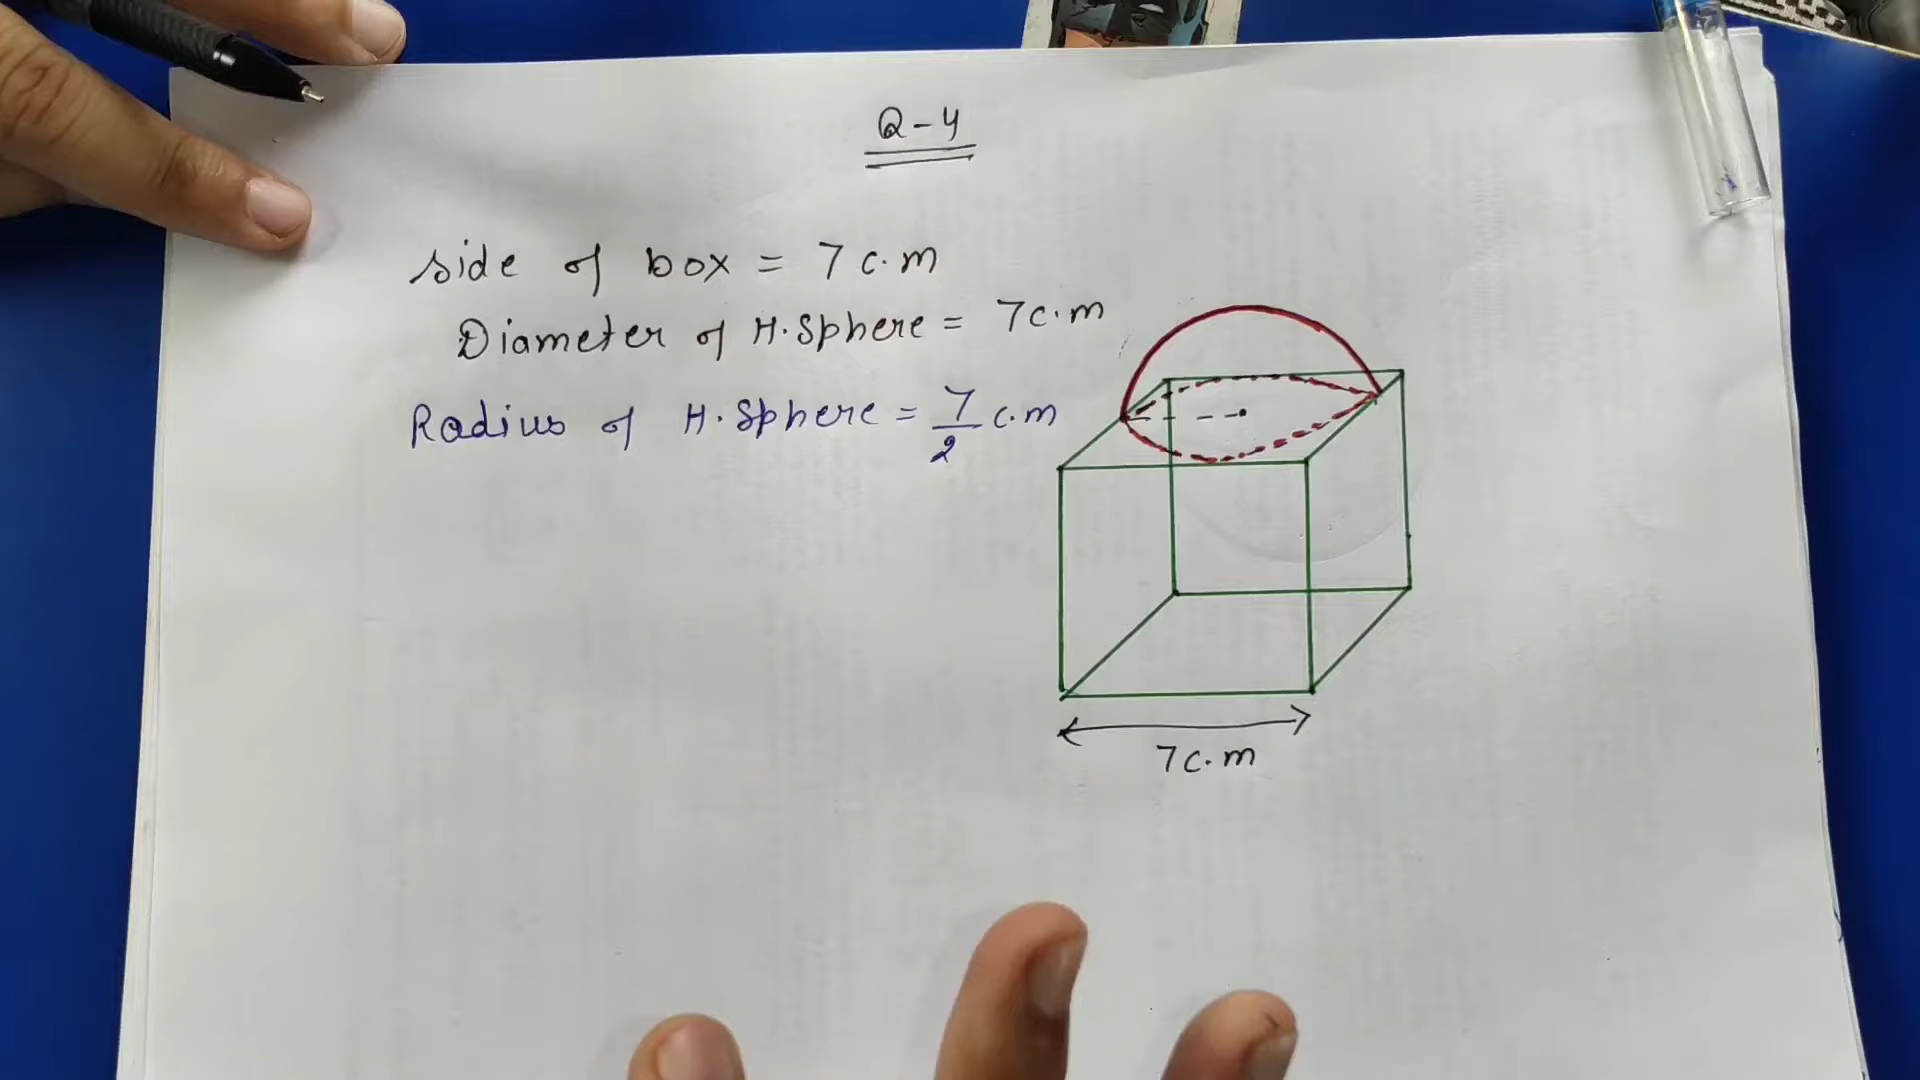 Q-4
Side of box = 7 c.m
Diameter of H.Sphere = 7c.m
Radius of H.Sphere = 7/2 c.m
7c.m